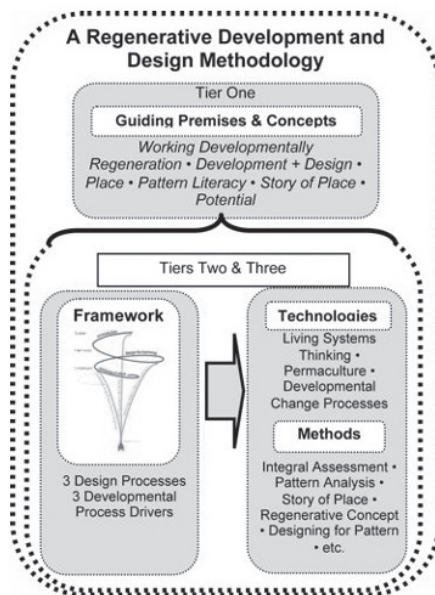 A Regenerative Development and
Design Methodology
Tier One
Guiding Premises & Concepts
Working Developmentally
Regeneration • Development + Design •
Place • Pattern Literacy • Story of Place •
Potential
Tiers Two & Three
Framework
3 Design Processes
3 Developmental
Process Drivers
Technologies
Living Systems
Thinking •
Permaculture •
Developmental
Change Processes
Methods
Integral Assessment •
Pattern Analysis •
Story of Place •
Regenerative Concept
• Designing for Pattern
• etc.